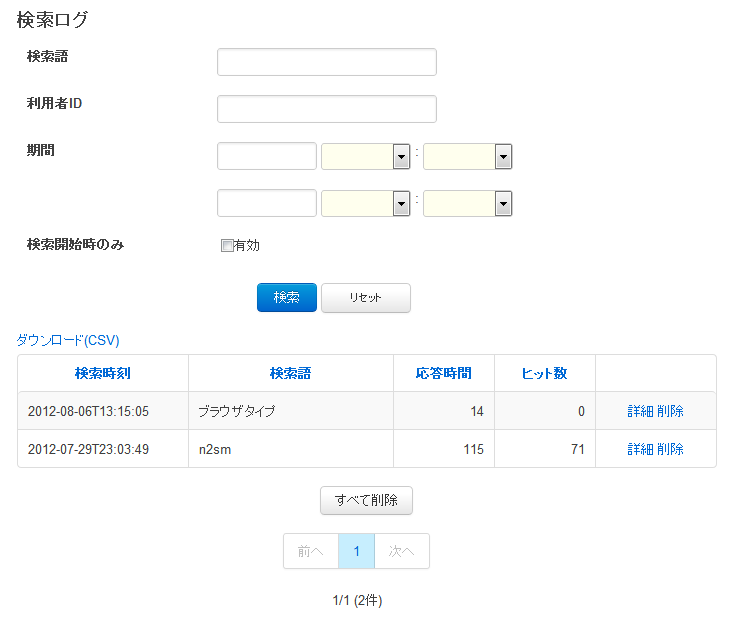 検索ログ
検索語
利用者ID
期間 :
:
検索開始時のみ 有効
検索 リセット
ダウンロード(CSV)
検索時刻 検索語 応答時間 ヒット数
2012-08-06T13:15:05 ブラウザタイプ 14 0 詳細 削除
2012-07-29T23:03:49 n2sm 115 71 詳細 削除
すべて削除
前へ 1 次へ
1/1 (2件)